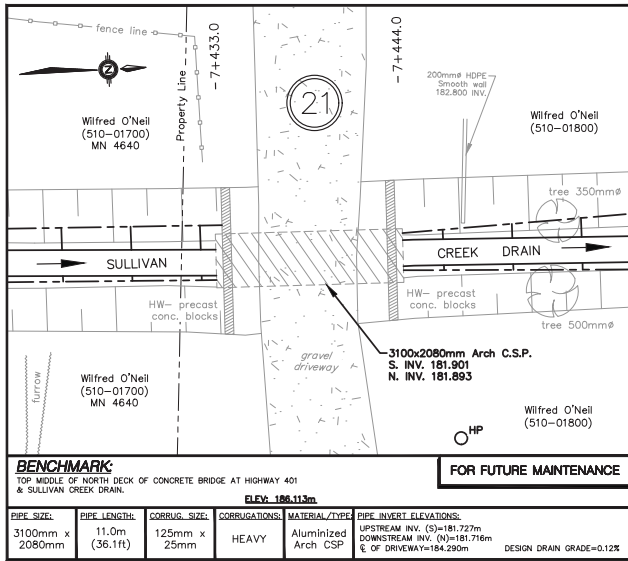 fence line
-7+433.0
-7+444.0
N
Property Line
21
200mmø HDPE
Smooth wall
182.800 INV.
Wilfred O'Neil
(510-01700)
MN 4640
Wilfred O'Neil
(510-01800)
tree 350mmø
SULLIVAN
CREEK DRAIN
HW- precast
conc. blocks
HW- precast
conc. blocks
tree 500mmø
gravel
driveway
3100x2080mm Arch C.S.P.
S. INV. 181.901
N. INV. 181.893
furrow
Wilfred O'Neil
(510-01700)
MN 4640
Wilfred O'Neil
(510-01800)
HP
BENCHMARK:
TOP MIDDLE OF NORTH DECK OF CONCRETE BRIDGE AT HIGHWAY 401
& SULLIVAN CREEK DRAIN.
ELEV: 186.113m
FOR FUTURE MAINTENANCE
PIPE SIZE:
3100mm x
2080mm
PIPE LENGTH:
11.0m
(36.1ft)
CORRUG. SIZE:
125mm x
25mm
CORRUGATIONS:
HEAVY
MATERIAL/TYPE:
Aluminized
Arch CSP
PIPE INVERT ELEVATIONS:
UPSTREAM INV. (S)=181.727m
DOWNSTREAM INV. (N)=181.716m
℄ OF DRIVEWAY=184.290m
DESIGN DRAIN GRADE=0.12%